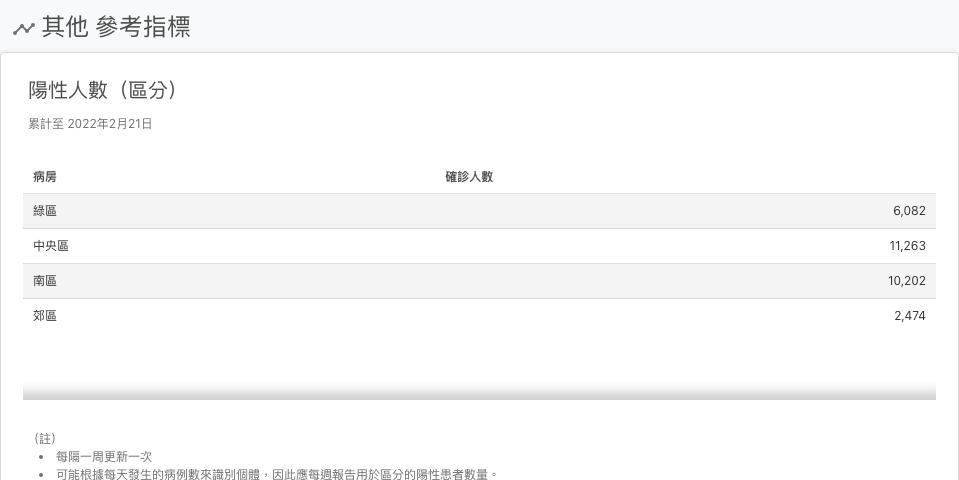 其他 參考指標
陽性人數（區分）
累計至 2022年2月21日
病房 確診人數
綠區 6,082
中央區 11,263
南區 10,202
郊區 2,474
（註）
每隔一周更新一次
可能根據每天發生的病例數來識別個體，因此應每週報告用於區分的陽性患者數量。